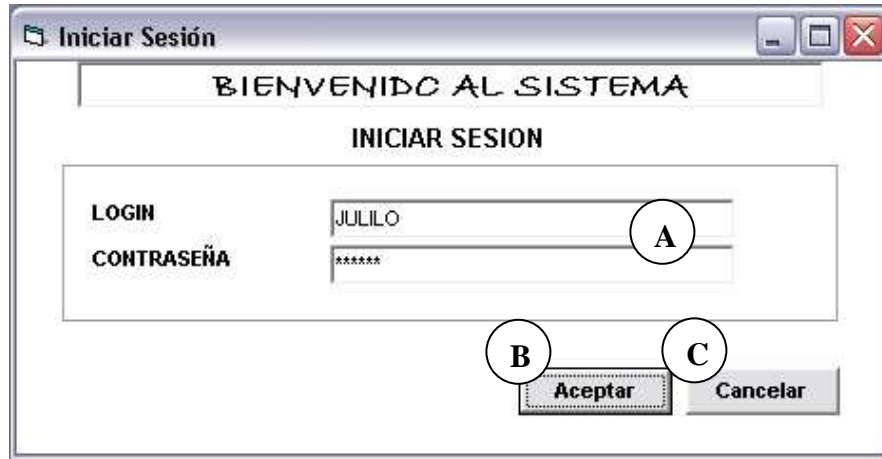 Iniciar Sesión
BIENVENIDO AL SISTEMA
INICIAR SESION
LOGIN JULILO A
CONTRASEÑA ******
B C
Aceptar Cancelar